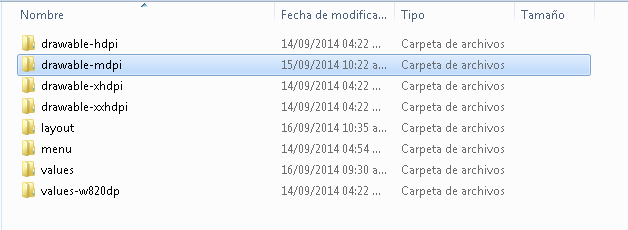 Nombre Fecha de modifica... Tipo Tamaño
drawable-hdpi 14/09/2014 04:22 ... Carpeta de archivos
drawable-mdpi 15/09/2014 10:22 a... Carpeta de archivos
drawable-xhdpi 14/09/2014 04:22 ... Carpeta de archivos
drawable-xxhdpi 14/09/2014 04:22 ... Carpeta de archivos
layout 16/09/2014 10:35 a... Carpeta de archivos
menu 14/09/2014 04:54 ... Carpeta de archivos
values 16/09/2014 09:30 a... Carpeta de archivos
values-w820dp 14/09/2014 04:22 ... Carpeta de archivos